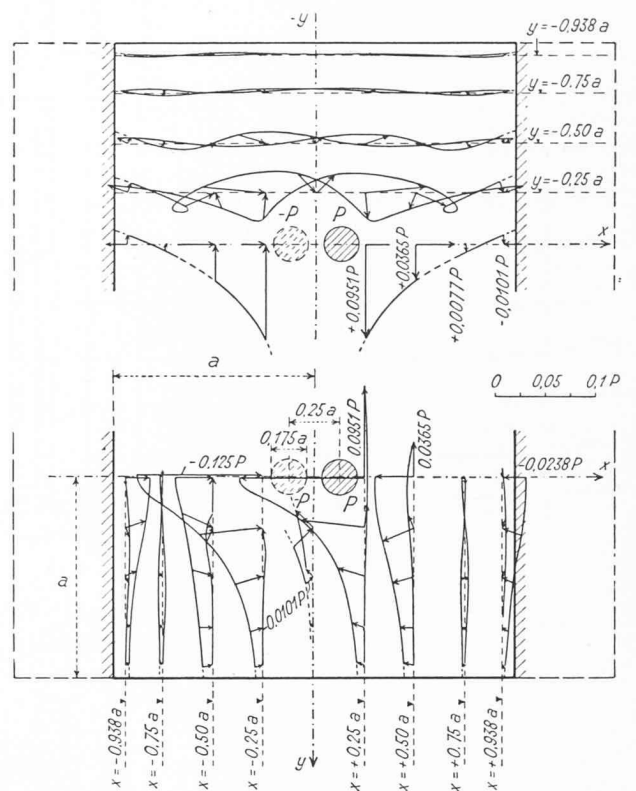 -y
y = -0,938 a
y = -0,75 a
y = -0,50 a
y = -0,25 a
-P P
x
+0,0951 P
+0,0365 P
+0,0077 P
-0,0101 P
a
0,25 a
0,175 a
0 0,05 0,1 P
0,0951 P
0,0365 P
-0,125 P
-0,0238 P
x
-P P
a
-0,0101 P
x = -0,938 a
x = -0,75 a
x = -0,50 a
x = -0,25 a
y
x = +0,25 a
x = +0,50 a
x = +0,75 a
x = +0,938 a